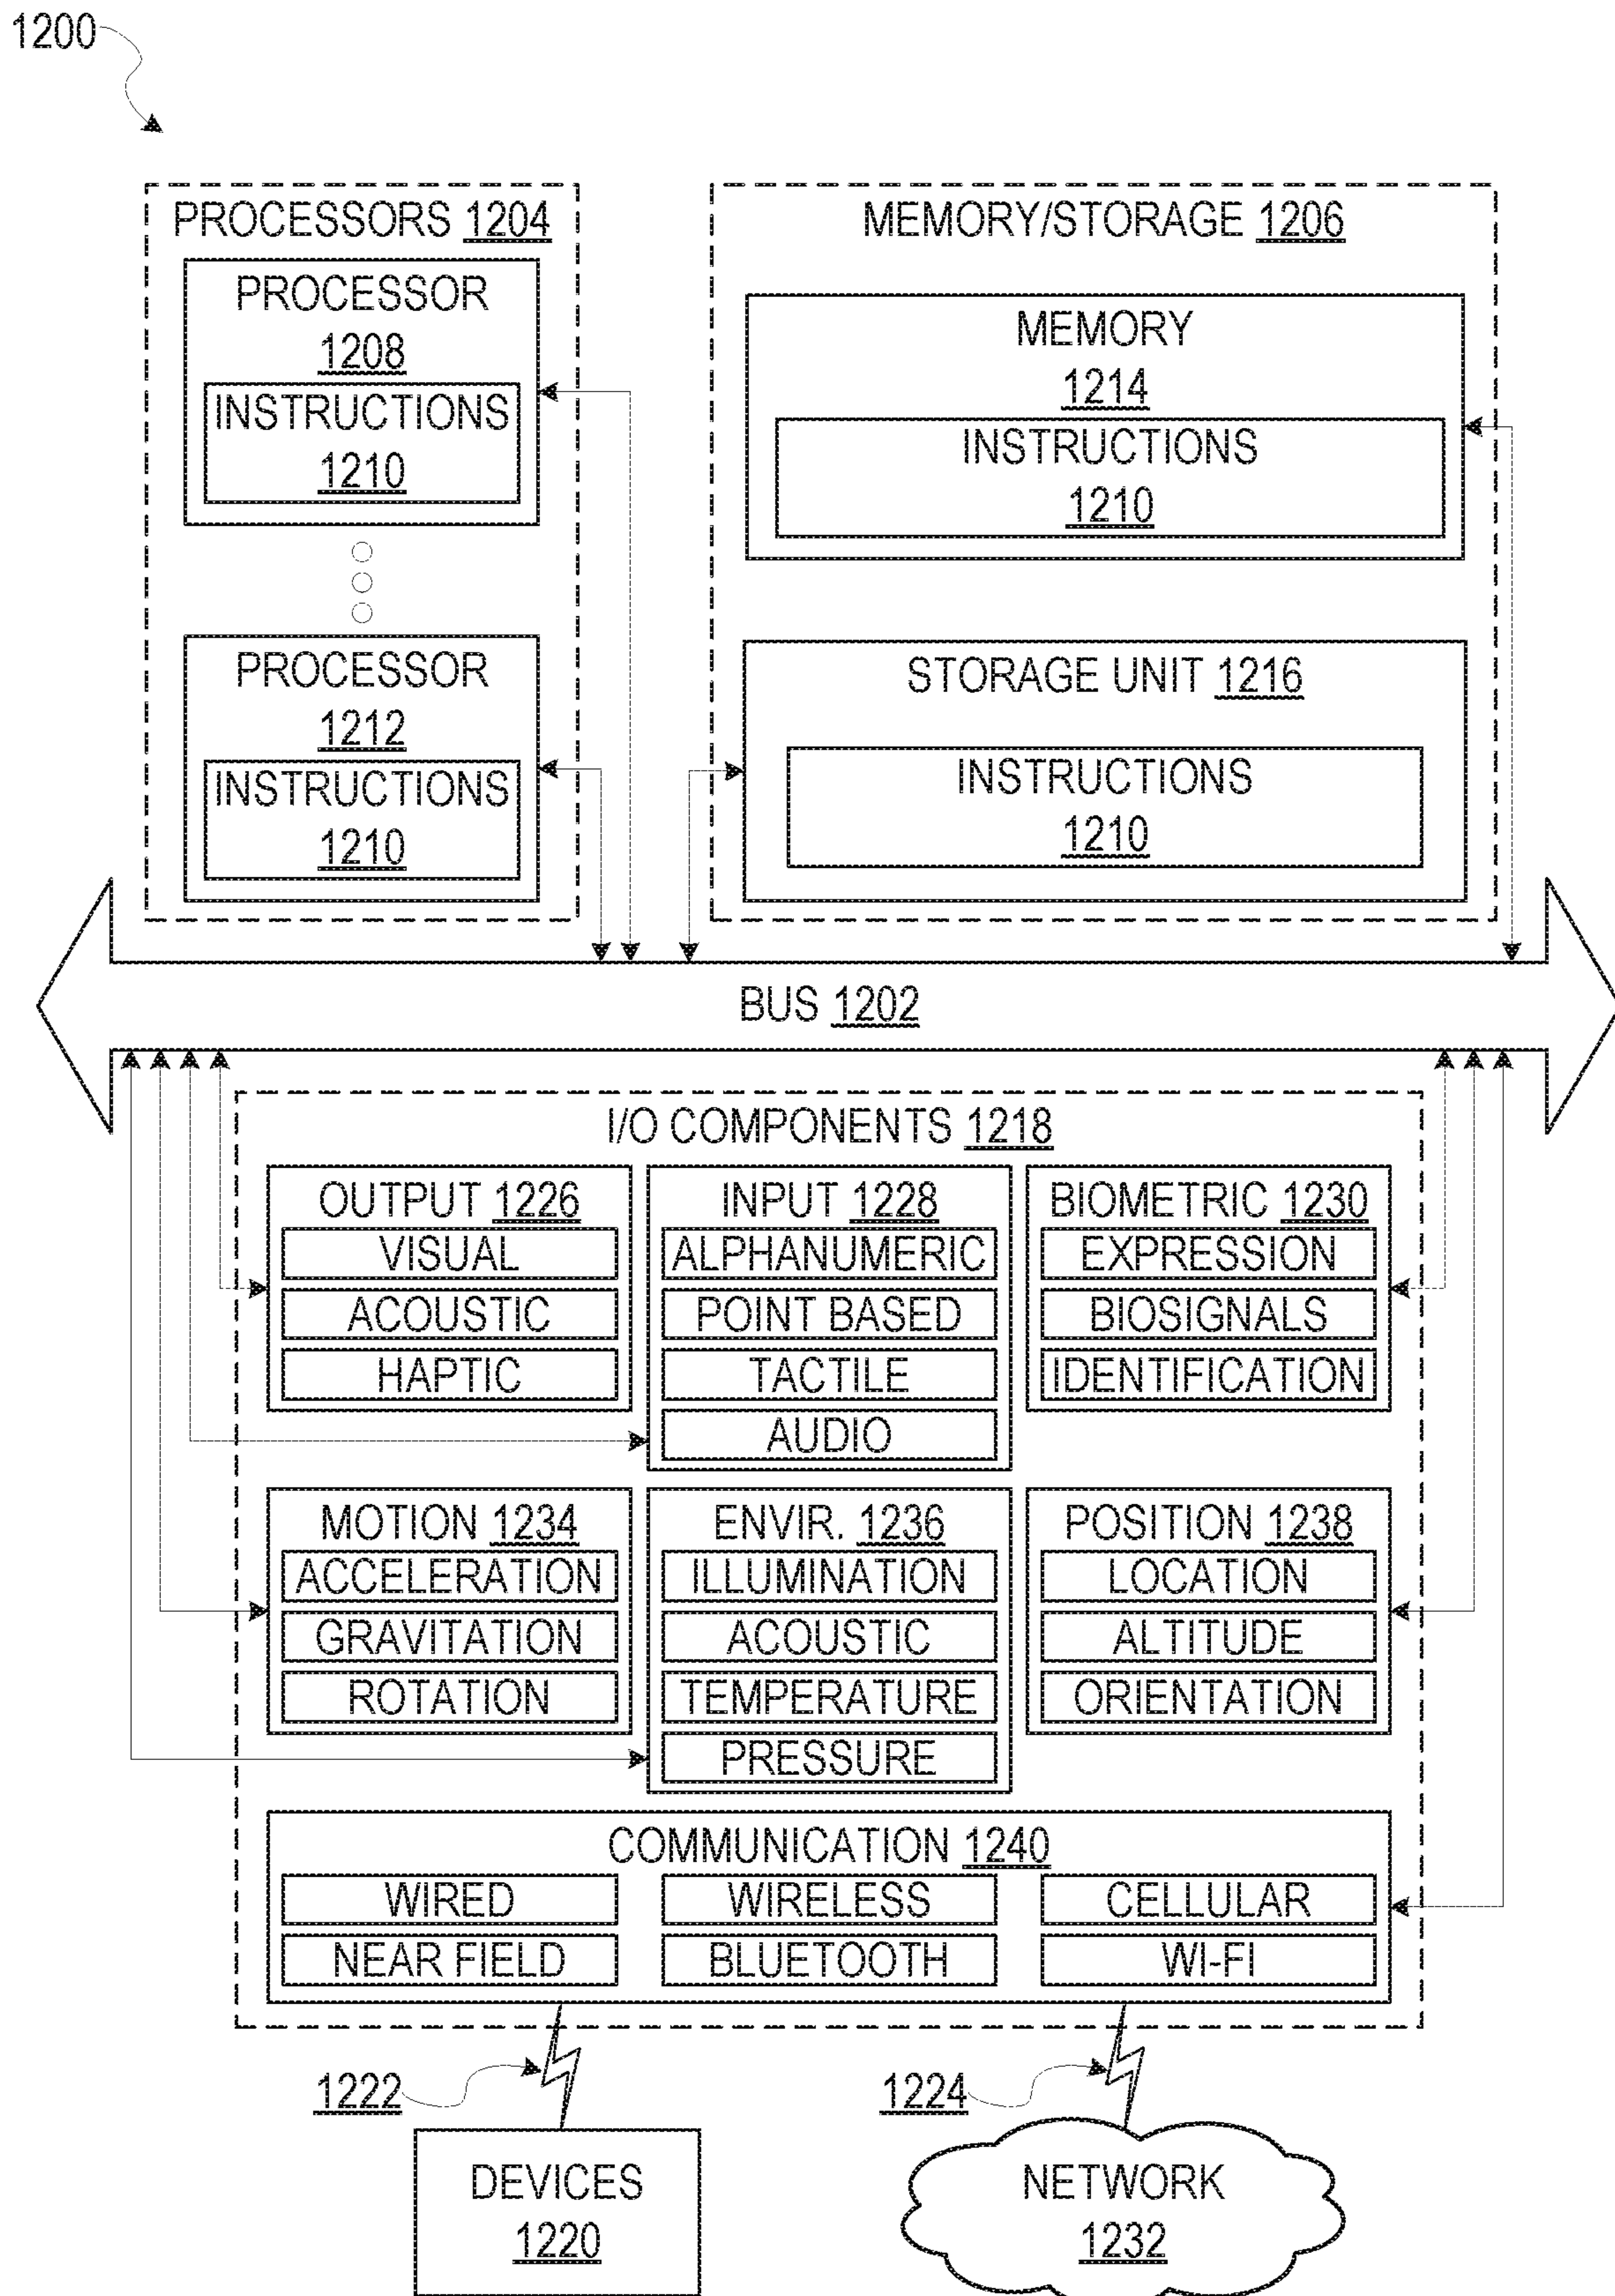 1200
PROCESSORS 1204
PROCESSOR
1208
INSTRUCTIONS
1210
PROCESSOR
1212
INSTRUCTIONS
1210
MEMORY/STORAGE 1206
MEMORY
1214
INSTRUCTIONS
1210
STORAGE UNIT 1216
INSTRUCTIONS
1210
BUS 1202
I/O COMPONENTS 1218
OUTPUT 1226
VISUAL
ACOUSTIC
HAPTIC
INPUT 1228
ALPHANUMERIC
POINT BASED
TACTILE
AUDIO
BIOMETRIC 1230
EXPRESSION
BIOSIGNALS
IDENTIFICATION
MOTION 1234
ACCELERATION
GRAVITATION
ROTATION
ENVIR. 1236
ILLUMINATION
ACOUSTIC
TEMPERATURE
PRESSURE
POSITION 1238
LOCATION
ALTITUDE
ORIENTATION
COMMUNICATION 1240
WIRED
WIRELESS
CELLULAR
NEAR FIELD
BLUETOOTH
WI-FI
1222
1224
DEVICES
1220
NETWORK
1232